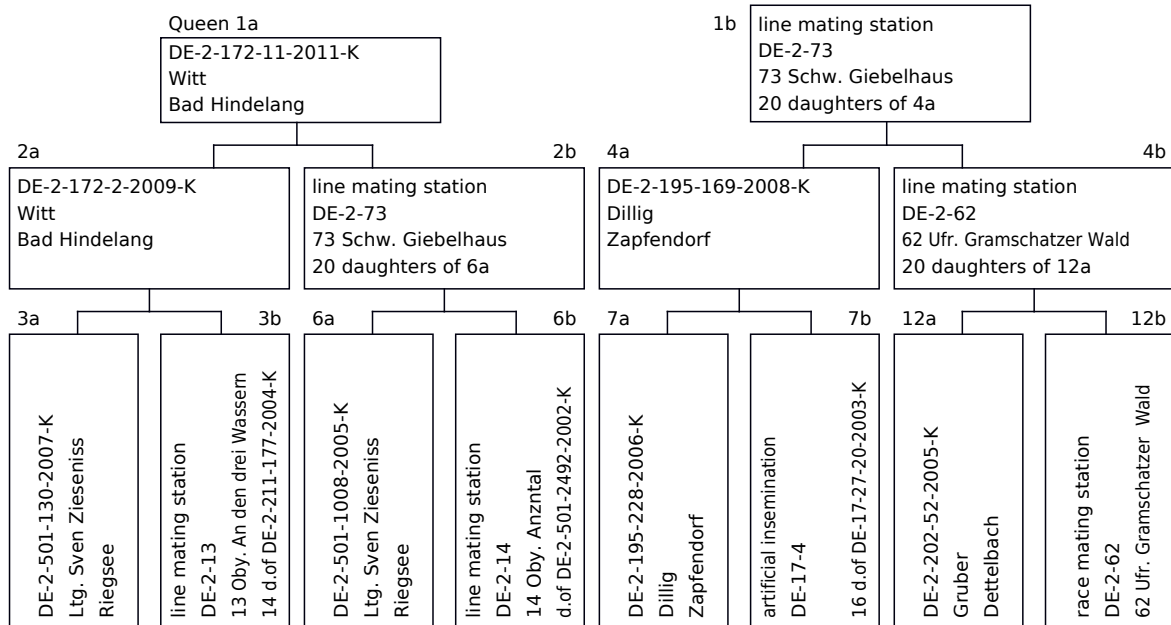 Queen 1a
DE-2-172-11-2011-K
Witt
Bad Hindelang
1b
line mating station
DE-2-73
73 Schw. Giebelhaus
20 daughters of 4a
2a
DE-2-172-2-2009-K
Witt
Bad Hindelang
2b
line mating station
DE-2-73
73 Schw. Giebelhaus
20 daughters of 6a
4a
DE-2-195-169-2008-K
Dillig
Zapfendorf
4b
line mating station
DE-2-62
62 Ufr. Gramschatzer Wald
20 daughters of 12a
3a
DE-2-501-130-2007-K
Ltg. Sven Zieseniss
Riegsee
3b
line mating station
DE-2-13
13 Oby. An den drei Wassern
14 d.of DE-2-211-177-2004-K
6a
DE-2-501-1008-2005-K
Ltg. Sven Zieseniss
Riegsee
6b
line mating station
DE-2-14
14 Oby. Anzntal
d.of DE-2-501-2492-2002-K
7a
DE-2-195-228-2006-K
Dillig
Zapfendorf
7b
artificial insemination
DE-17-4
16 d.of DE-17-27-20-2003-K
12a
DE-2-202-52-2005-K
Gruber
Dettelbach
12b
race mating station
DE-2-62
62 Ufr. Gramschatzer Wald